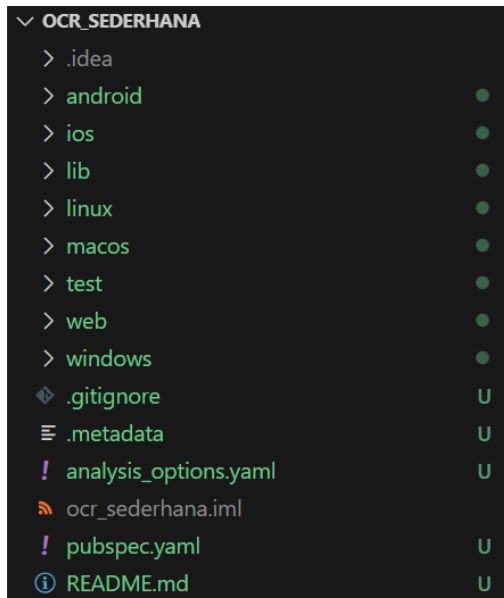 OCR_SEDERHANA
.idea
android
ios
lib
linux
macos
test
web
windows
.gitignore U
.metadata U
analysis_options.yaml U
ocr_sederhana.iml
pubspec.yaml U
README.md U